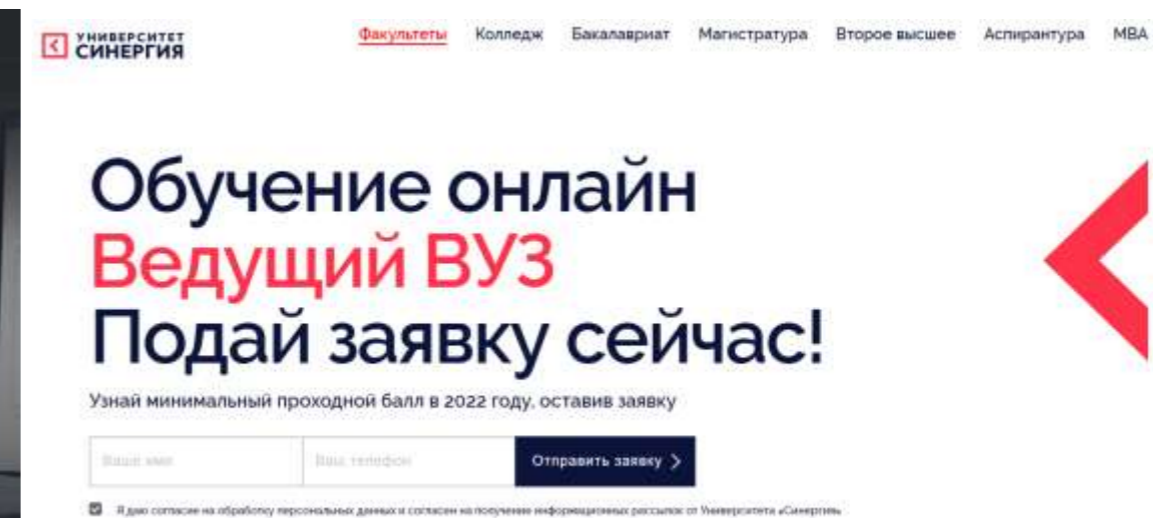 УНИВЕРСИТЕТ
СИНЕРГИЯ
Факультеты Колледж Бакалавриат Магистратура Второе высшее Аспирантура MBA
Обучение онлайн
Ведущий ВУЗ
Подай заявку сейчас!
Узнай минимальный проходной балл в 2022 году, оставив заявку
Ваше имя Ваш телефон Отправить заявку
Я даю согласие на обработку персональных данных и согласен на получение информационных рассылок от Университета «Синергия»